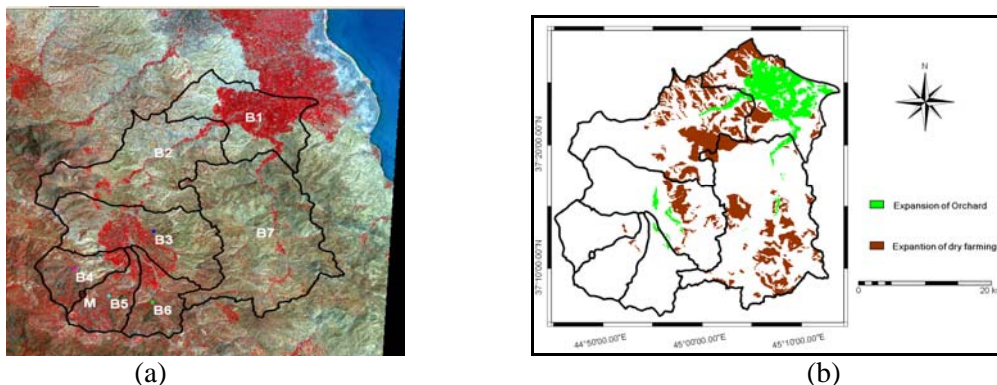 B1
B2
B3
B7
B4
M
B5
B6
(a)
37°20'00.00"N
37°10'00.00"N
44°50'00.00"E
45°00'00.00"E
45°10'00.00"E
N
Expansion of Orchard
Expantion of dry farming
0
20 k
(b)